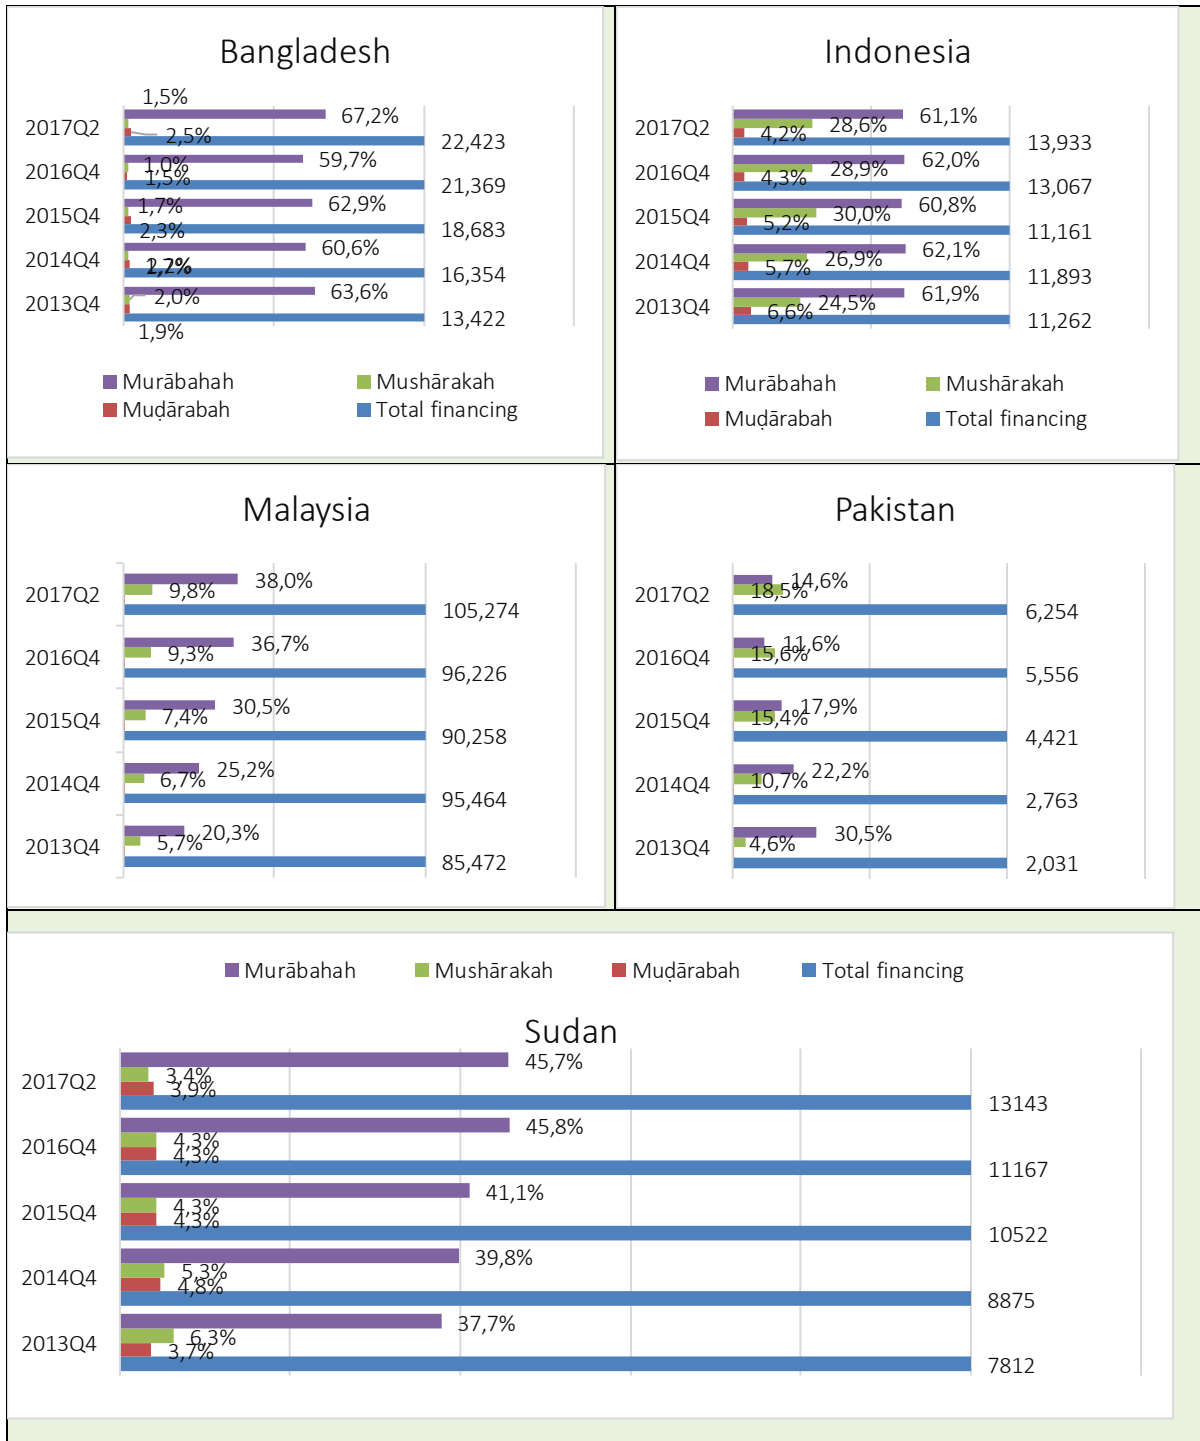 Bangladesh
1,5%
67,2%
2017Q2
2,5%
22,423
59,7%
1,0%
2016Q4
1,5%
21,369
62,9%
1,7%
2015Q4
2,3%
18,683
60,6%
2014Q4
16,354
63,6%
2,0%
2013Q4
13,422
1,9%
Murābahah
Mushārakah
Muḍārabah
Total financing
Indonesia
61,1%
28,6%
2017Q2
4,2%
13,933
62,0%
28,9%
2016Q4
4,3%
13,067
60,8%
30,0%
2015Q4
5,2%
11,161
62,1%
26,9%
2014Q4
5,7%
11,893
61,9%
24,5%
2013Q4
6,6%
11,262
Murābahah
Mushārakah
Muḍārabah
Total financing
Malaysia
38,0%
9,8%
2017Q2
105,274
36,7%
9,3%
2016Q4
96,226
30,5%
7,4%
2015Q4
90,258
25,2%
6,7%
2014Q4
95,464
20,3%
5,7%
2013Q4
85,472
Pakistan
14,6%
18,5%
2017Q2
6,254
11,6%
15,6%
2016Q4
5,556
17,9%
15,4%
2015Q4
4,421
22,2%
10,7%
2014Q4
2,763
30,5%
4,6%
2013Q4
2,031
Murābahah
Mushārakah
Muḍārabah
Total financing
Sudan
45,7%
3,4%
2017Q2
3,9%
13143
45,8%
4,3%
2016Q4
4,3%
11167
41,1%
4,3%
2015Q4
4,3%
10522
39,8%
5,3%
2014Q4
4,8%
8875
37,7%
6,3%
2013Q4
3,7%
7812